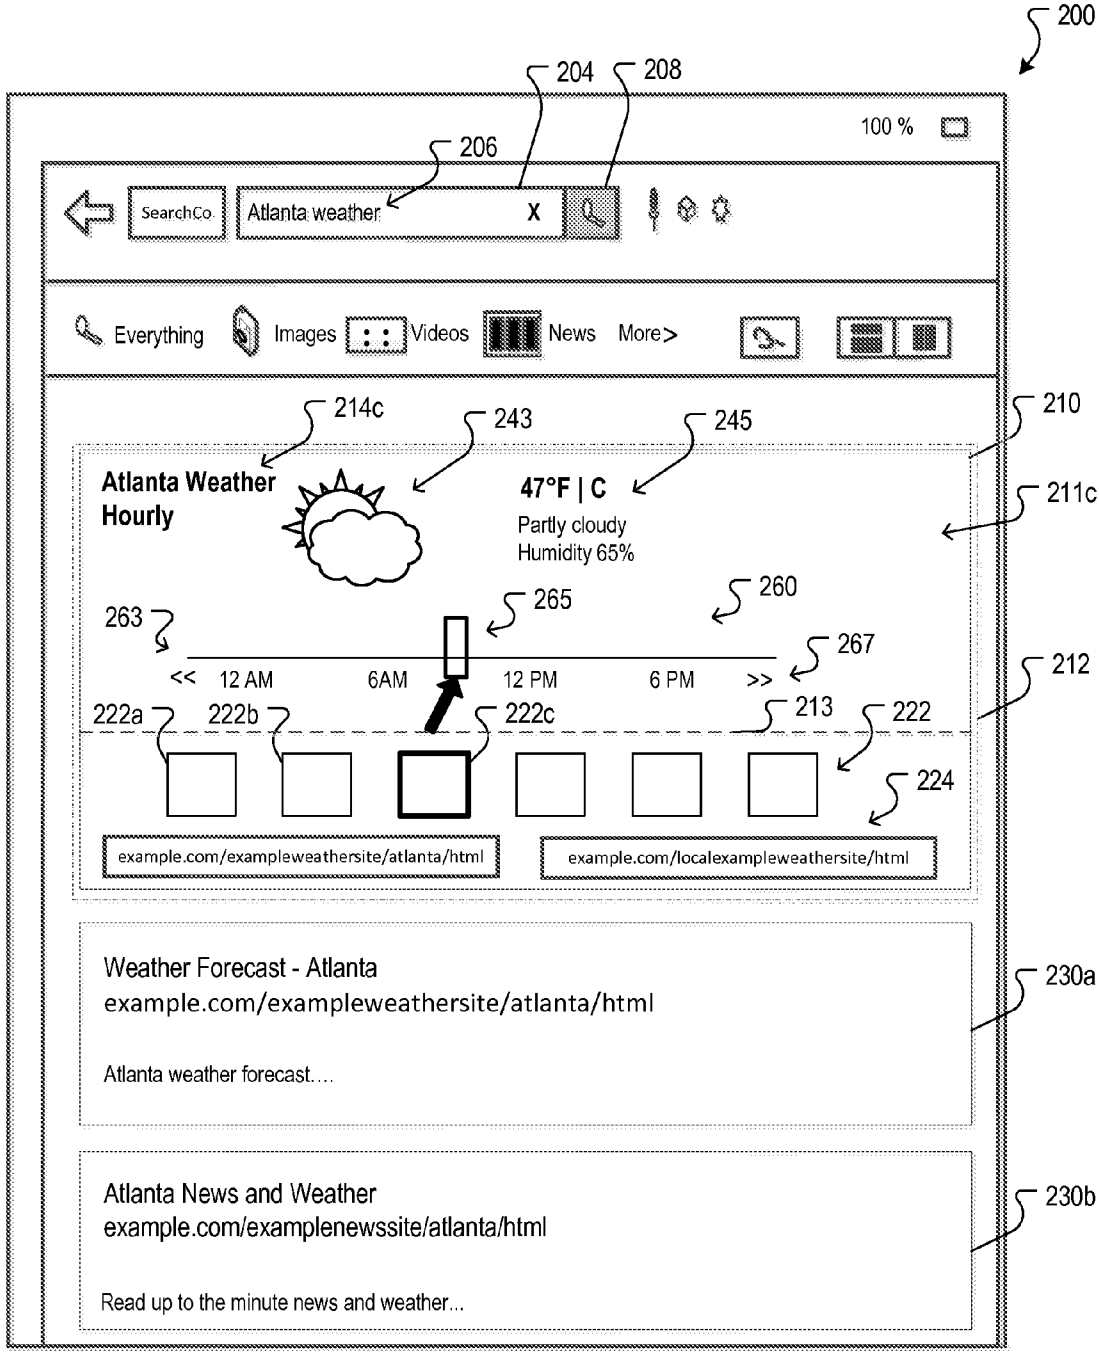 200
204 208
100 %
206
SearchCo.
Atlanta weather X
Everything Images Videos News More>
214c 243 245 210
Atlanta Weather
Hourly
47°F | C
Partly cloudy
Humidity 65%
211c
263 265 260 267
<< 12 AM 6AM 12 PM 6 PM >>
212
222a 222b 222c 213 222
224
example.com/exampleweathersite/atlanta/html example.com/localexampleweathersite/html
Weather Forecast - Atlanta
example.com/exampleweathersite/atlanta/html
230a
Atlanta weather forecast....
Atlanta News and Weather
example.com/examplenewssite/atlanta/html
230b
Read up to the minute news and weather...